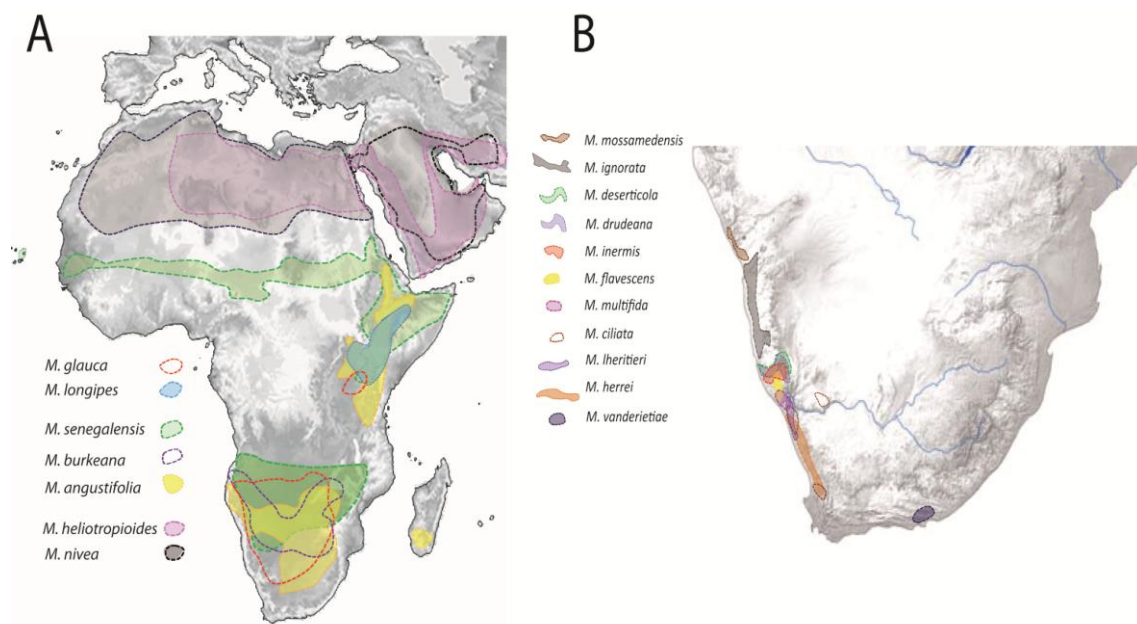 A
M. glauca
M. longipes
M. senegalensis
M. burkeana
M. angustifolia
M. heliotropioides
M. nivea
B
M. mossamedensis
M. ignorata
M. deserticola
M. drudeana
M. inermis
M. flavescens
M. multifida
M. ciliata
M. lheritieri
M. herrei
M. vanderietiae